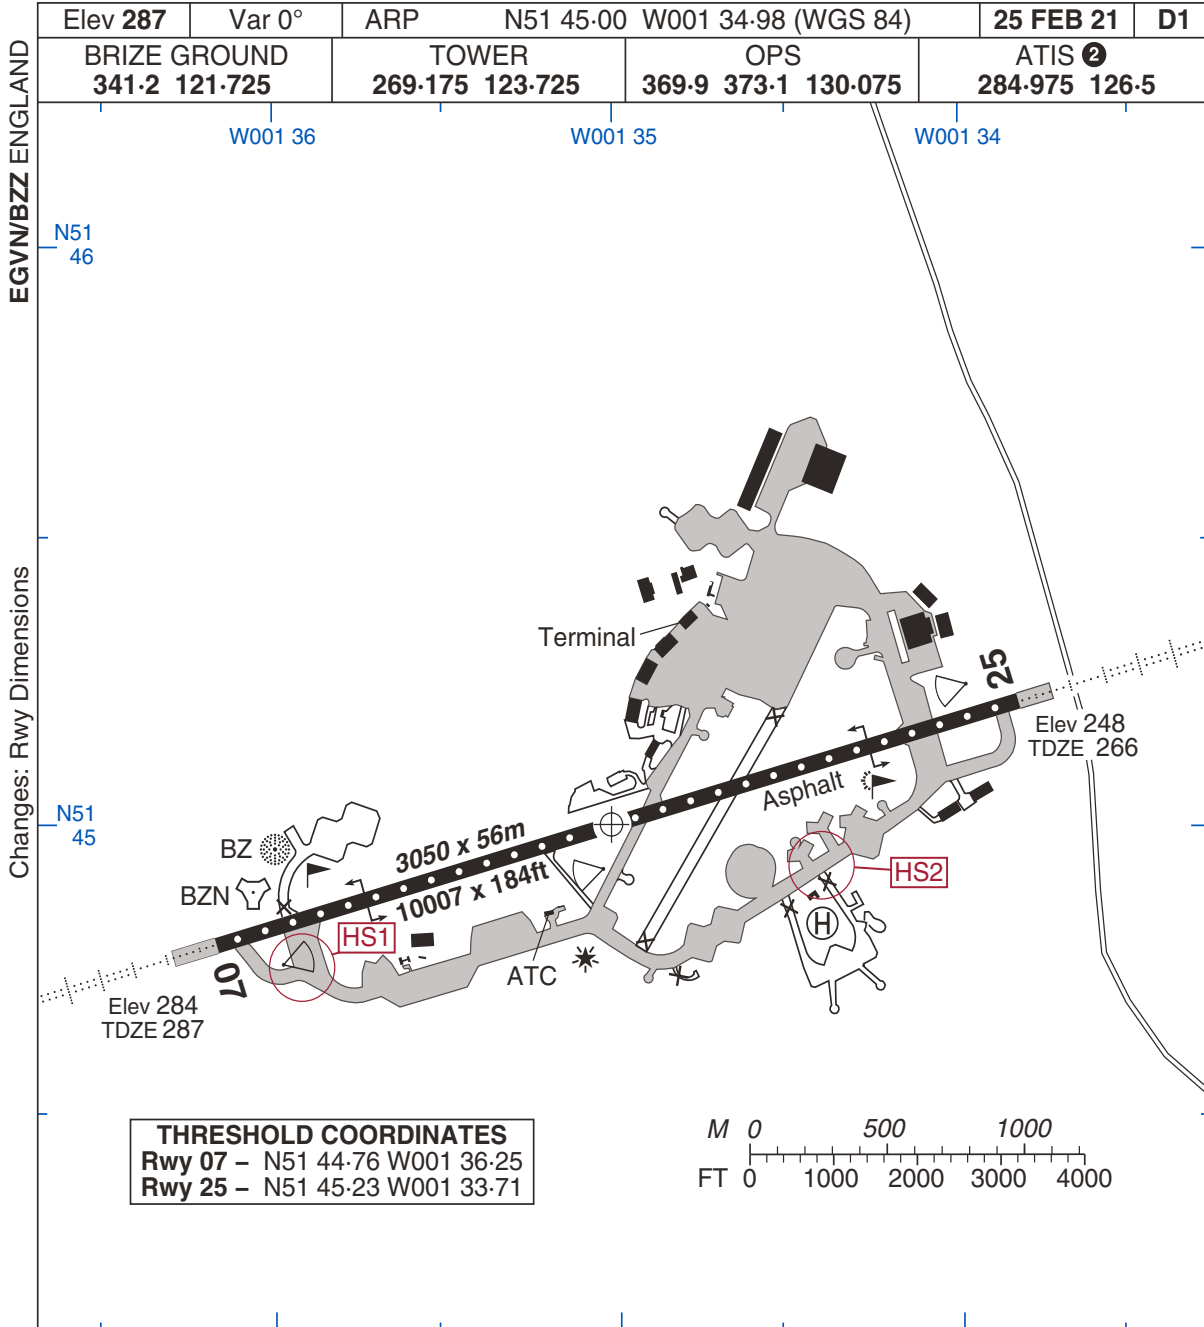 Elev 287 Var 0° ARP N51 45·00 W001 34·98 (WGS 84) 25 FEB 21 D1
BRIZE GROUND TOWER OPS ATIS 2
341·2 121·725 269·175 123·725 369·9 373·1 130·075 284·975 126·5
EGVN/BZZ ENGLAND
Changes: Rwy Dimensions
W001 36 W001 35 W001 34
N51
46
Terminal
25
Elev 248
TDZE 266
Asphalt
N51
45
BZ
3050 x 56m
10007 x 184ft
BZN
HS2
HS1
H
ATC
07
Elev 284
TDZE 287
THRESHOLD COORDINATES
Rwy 07 – N51 44·76 W001 36·25
Rwy 25 – N51 45·23 W001 33·71
M 0 500 1000
FT 0 1000 2000 3000 4000